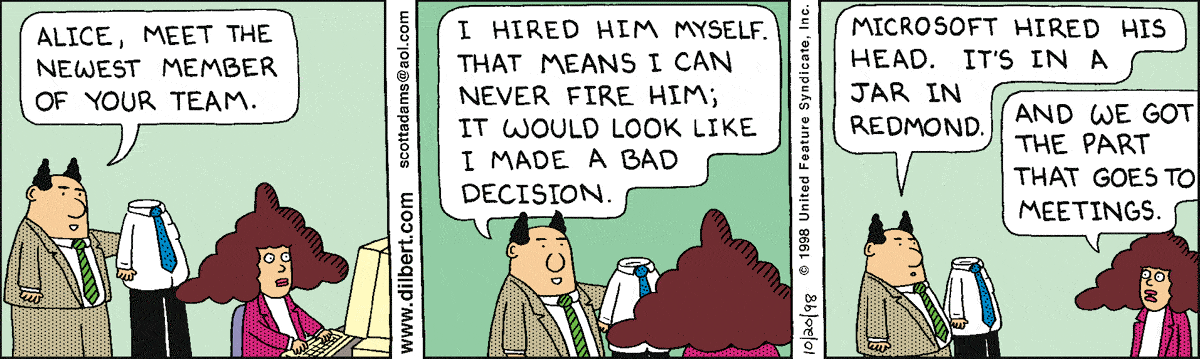 ALICE, MEET THE
NEWEST MEMBER
OF YOUR TEAM.
www.dilbert.com scottadams@aol.com
I HIRED HIM MYSELF.
THAT MEANS I CAN
NEVER FIRE HIM;
IT WOULD LOOK LIKE
I MADE A BAD
DECISION.
10/20/98 © 1998 United Feature Syndicate, Inc.
MICROSOFT HIRED HIS
HEAD. IT'S IN A
JAR IN
REDMOND.
AND WE GOT
THE PART
THAT GOES TO
MEETINGS.